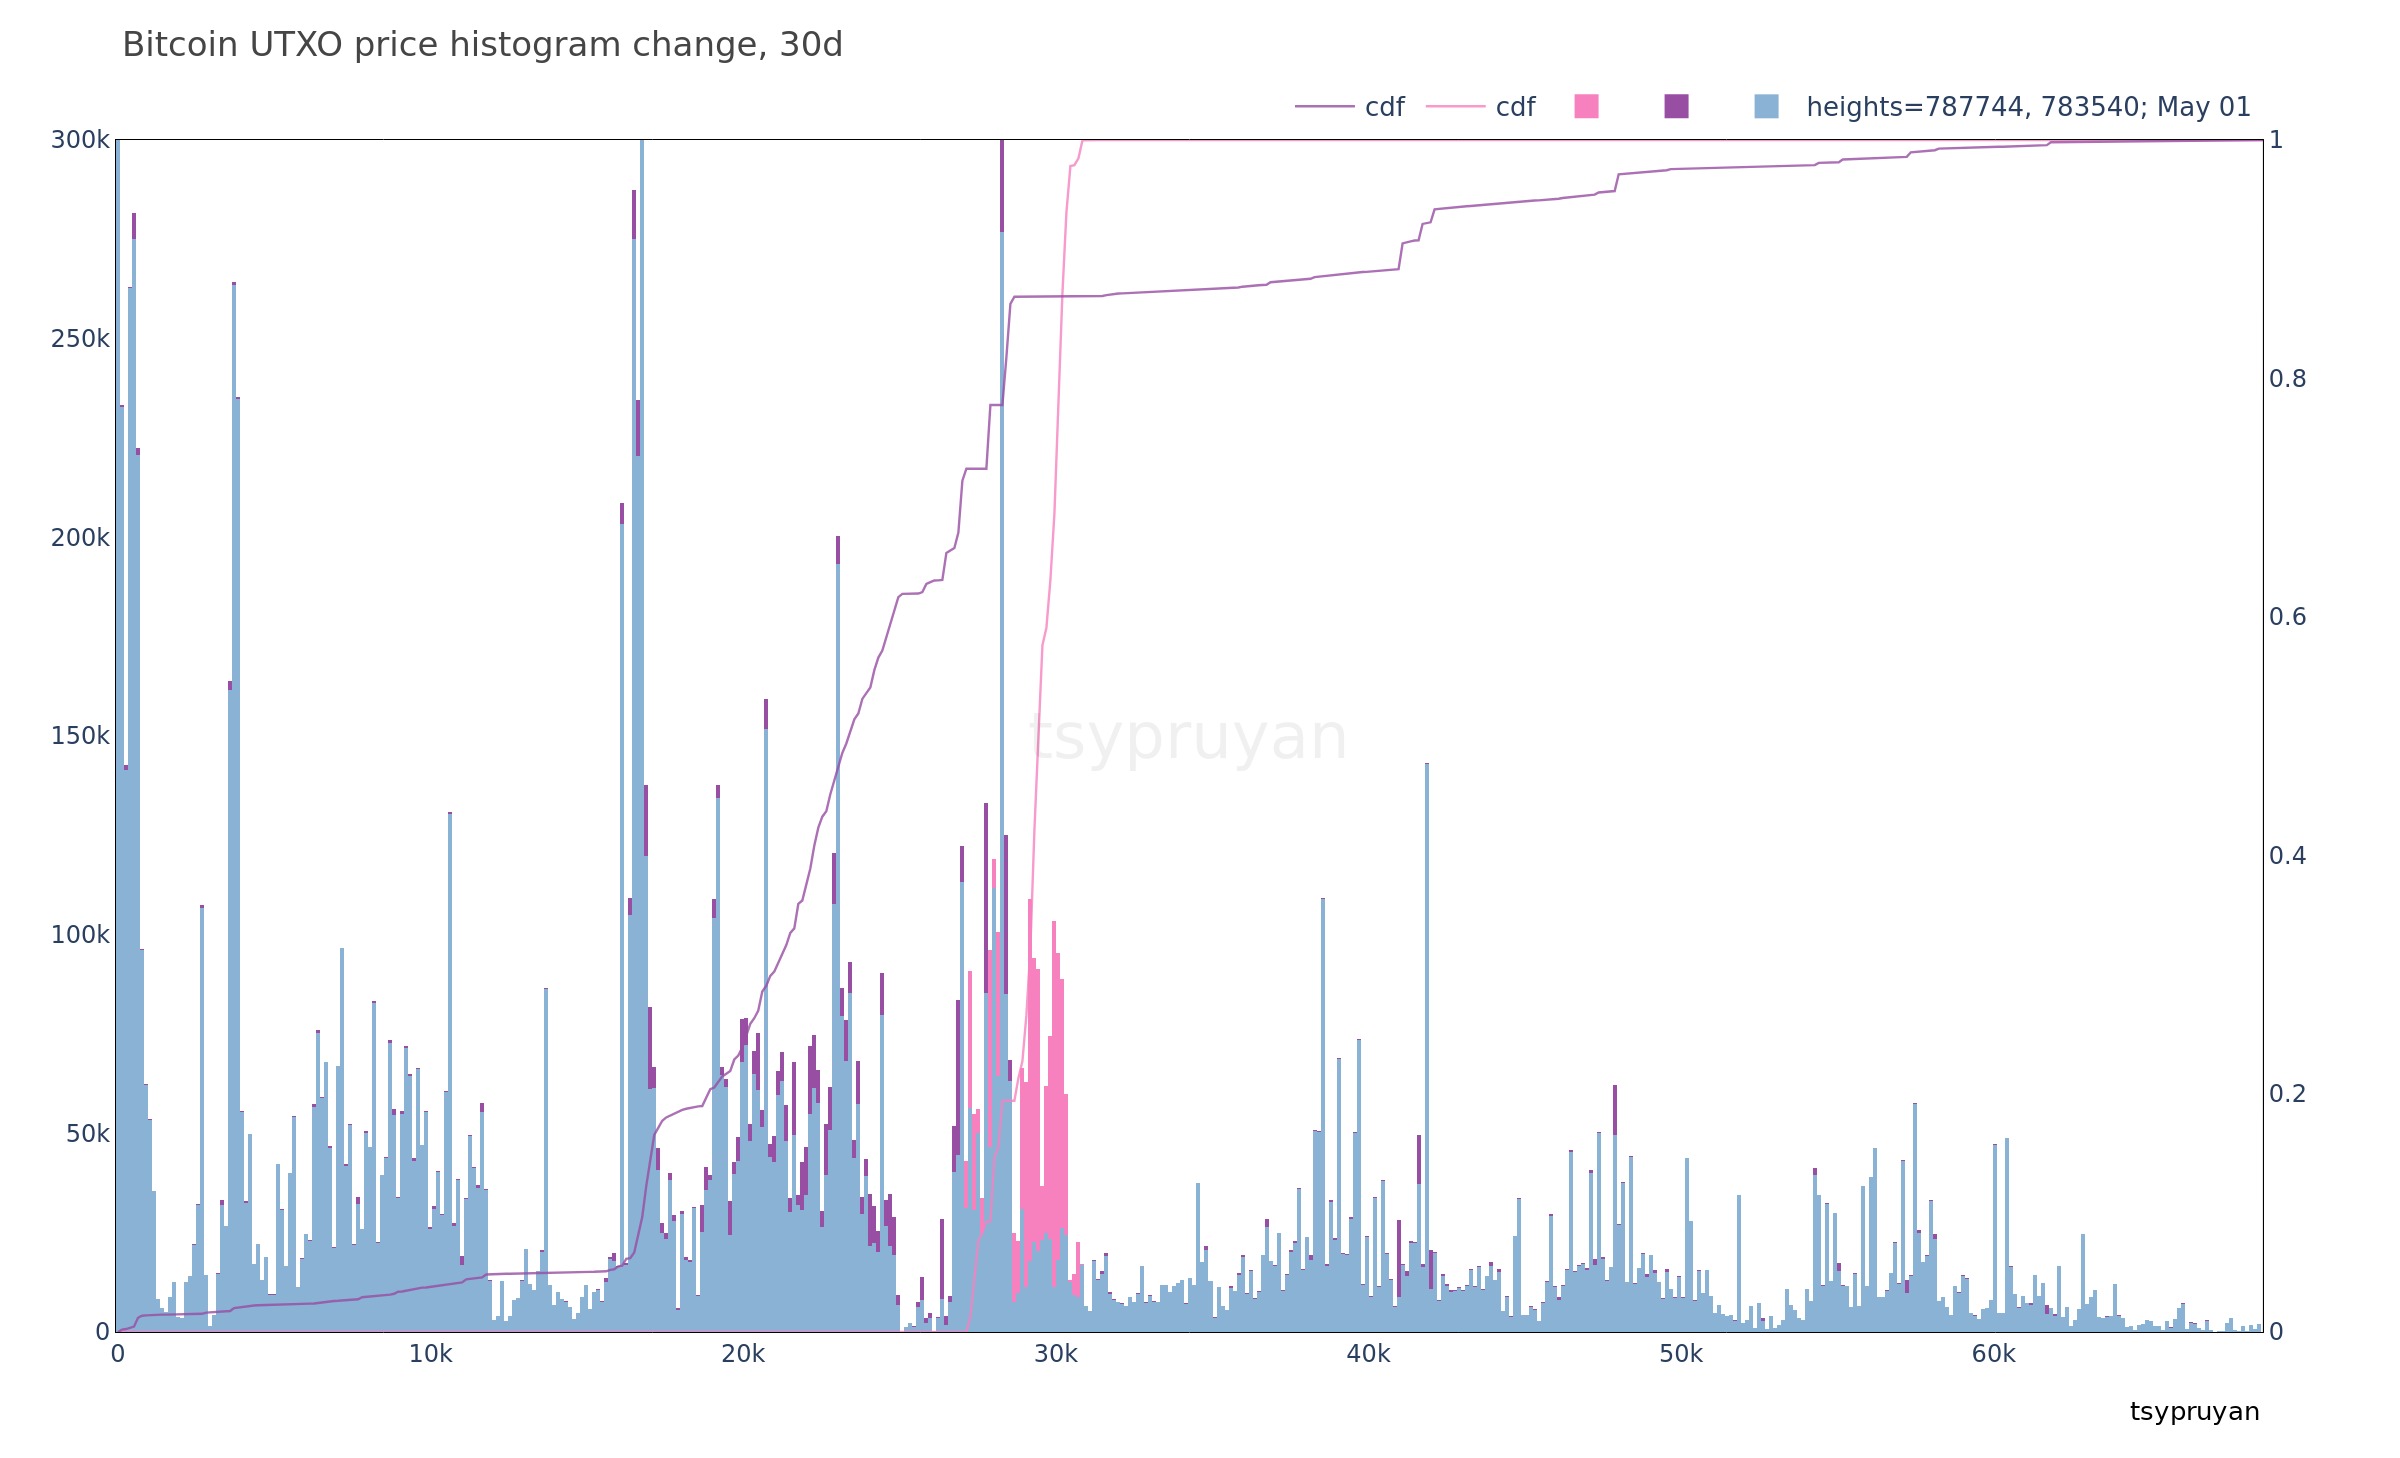 Bitcoin UTXO price histogram change, 30d
cdf cdf heights=787744, 783540; May 01
300k
250k
200k
150k
100k
50k
0
1
0.8
0.6
0.4
0.2
0
tsypruyan
0 10k 20k 30k 40k 50k 60k
tsypruyan